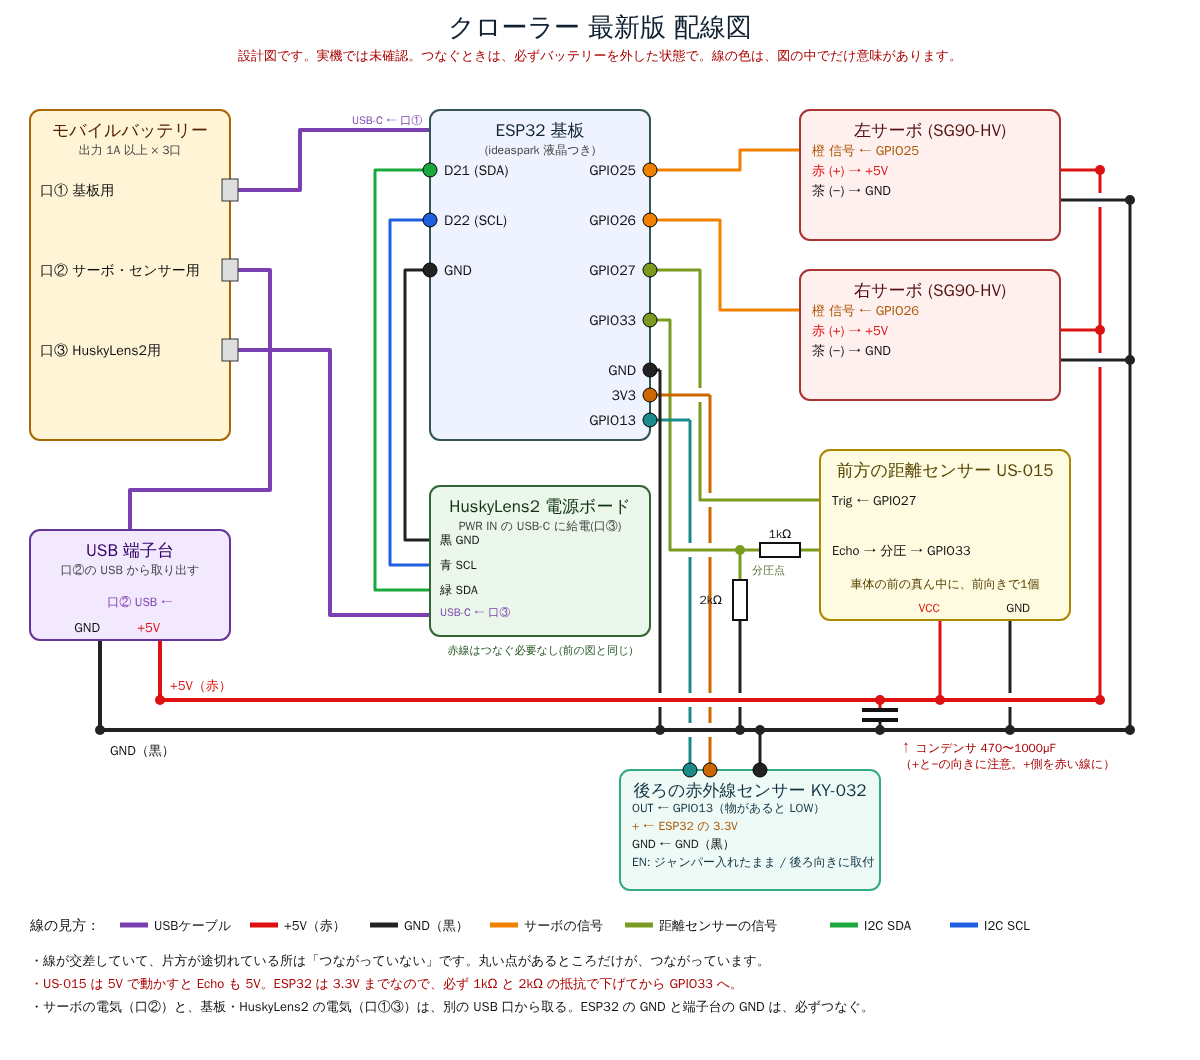 クローラー 最新版 配線図
設計図です。実機では未確認。つなぐときは、必ずバッテリーを外した状態で。線の色は、図の中でだけ意味があります。
モバイルバッテリー
出力 1A 以上 × 3口
口① 基板用
口② サーボ・センサー用
口③ HuskyLens2用
USB-C ← 口①
ESP32 基板
(ideaspark 液晶つき)
D21 (SDA)
D22 (SCL)
GND
GPIO25
GPIO26
GPIO27
GPIO33
GND
3V3
GPIO13
左サーボ (SG90-HV)
橙 信号 ← GPIO25
赤 (+) → +5V
茶 (−) → GND
右サーボ (SG90-HV)
橙 信号 ← GPIO26
赤 (+) → +5V
茶 (−) → GND
前方の距離センサー US-015
Trig ← GPIO27
Echo → 分圧 → GPIO33
車体の前の真ん中に、前向きで1個
VCC
GND
1kΩ
分圧点
2kΩ
HuskyLens2 電源ボード
PWR IN の USB-C に給電(口③)
黒 GND
青 SCL
緑 SDA
USB-C ← 口③
赤線はつなぐ必要なし(前の図と同じ)
USB 端子台
口②の USB から取り出す
口② USB ←
GND
+5V
+5V（赤）
GND（黒）
↑ コンデンサ 470〜1000µF
（+と−の向きに注意。+側を赤い線に）
後ろの赤外線センサー KY-032
OUT ← GPIO13（物があると LOW）
+ ← ESP32 の 3.3V
GND ← GND（黒）
EN: ジャンパー入れたまま / 後ろ向きに取付
線の見方：
USBケーブル
+5V（赤）
GND（黒）
サーボの信号
距離センサーの信号
I2C SDA
I2C SCL
・線が交差していて、片方が途切れている所は「つながっていない」です。丸い点があるところだけが、つながっています。
・US-015 は 5V で動かすと Echo も 5V。ESP32 は 3.3V までなので、必ず 1kΩ と 2kΩ の抵抗で下げてから GPIO33 へ。
・サーボの電気（口②）と、基板・HuskyLens2 の電気（口①③）は、別の USB 口から取る。ESP32 の GND と端子台の GND は、必ずつなぐ。